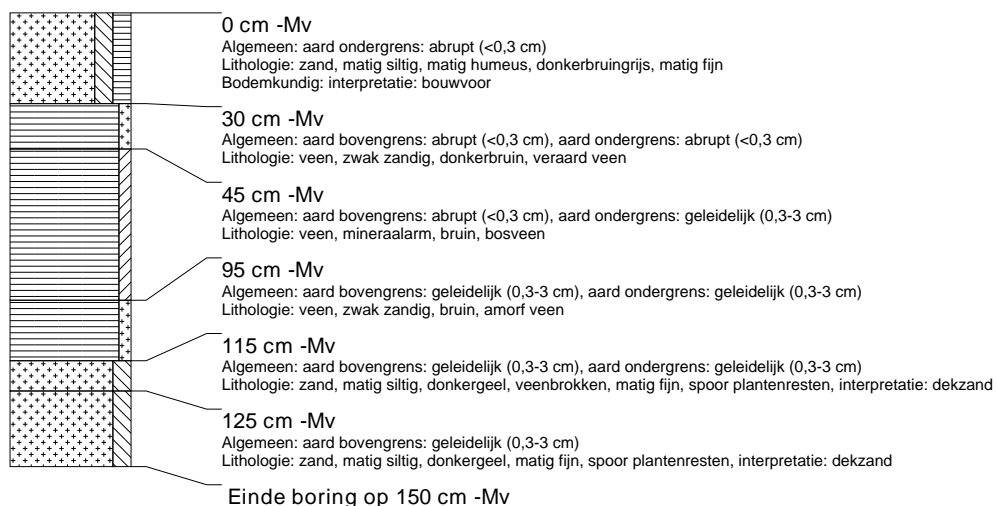 0 cm -Mv
Algemeen: aard ondergrens: abrupt (<0,3 cm)
Lithologie: zand, matig siltig, matig humeus, donkerbruingrijs, matig fijn
Bodemkundig: interpretatie: bouwvoor
30 cm -Mv
Algemeen: aard bovengrens: abrupt (<0,3 cm), aard ondergrens: abrupt (<0,3 cm)
Lithologie: veen, zwak zandig, donkerbruin, veraard veen
45 cm -Mv
Algemeen: aard bovengrens: abrupt (<0,3 cm), aard ondergrens: geleidelijk (0,3-3 cm)
Lithologie: veen, mineraalarm, bruin, bosveen
95 cm -Mv
Algemeen: aard bovengrens: geleidelijk (0,3-3 cm), aard ondergrens: geleidelijk (0,3-3 cm)
Lithologie: veen, zwak zandig, bruin, amorf veen
115 cm -Mv
Algemeen: aard bovengrens: geleidelijk (0,3-3 cm), aard ondergrens: geleidelijk (0,3-3 cm)
Lithologie: zand, matig siltig, donkergeel, veenbrokken, matig fijn, spoor plantenresten, interpretatie: dekzand
125 cm -Mv
Algemeen: aard bovengrens: geleidelijk (0,3-3 cm)
Lithologie: zand, matig siltig, donkergeel, matig fijn, spoor plantenresten, interpretatie: dekzand
Einde boring op 150 cm -Mv